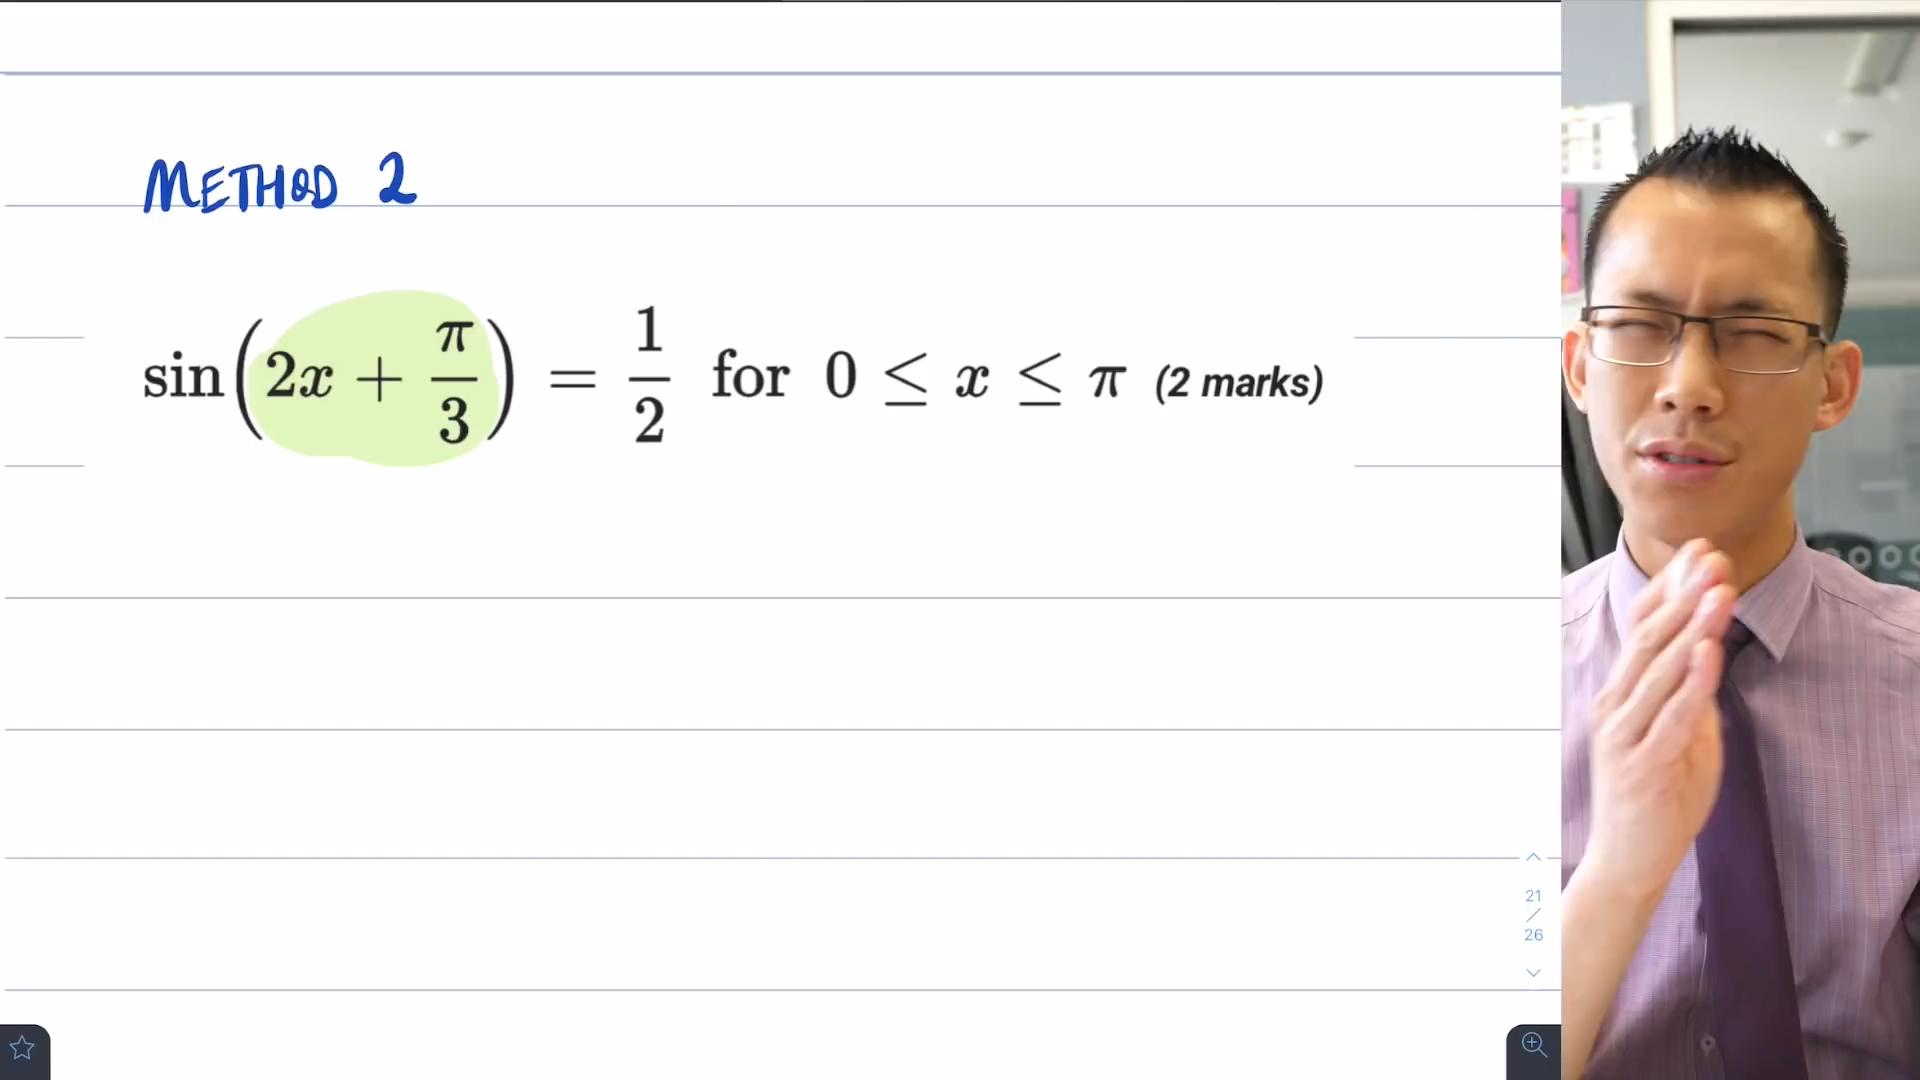 METHOD 2
sin(2x + π/3) = 1/2 for 0 ≤ x ≤ π (2 marks)
21
/
26